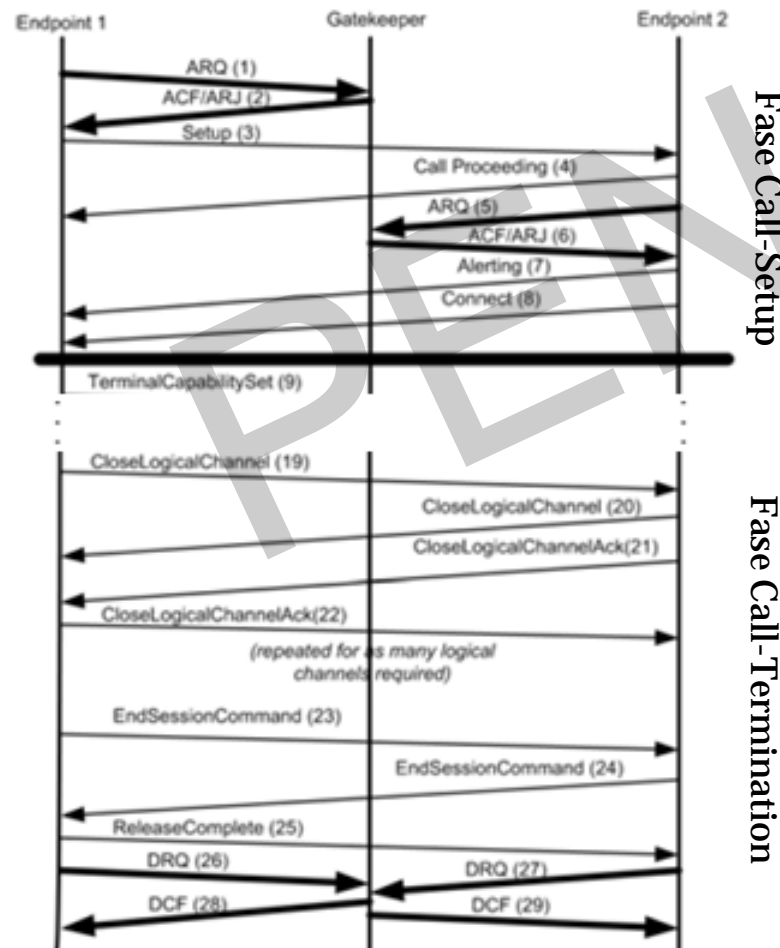 Endpoint 1
Gatekeeper
Endpoint 2
ARQ (1)
ACF/ARJ (2)
Setup (3)
Call Proceeding (4)
ARQ (5)
ACF/ARJ (6)
Alerting (7)
Connect (8)
Fase Call-Setup
TerminalCapabilitySet (9)
CloseLogicalChannel (19)
CloseLogicalChannel (20)
CloseLogicalChannelAck(21)
CloseLogicalChannelAck(22)
(repeated for as many logical
channels required)
EndSessionCommand (23)
EndSessionCommand (24)
ReleaseComplete (25)
DRQ (26)
DRQ (27)
DCF (28)
DCF (29)
Fase Call-Termination
PEN